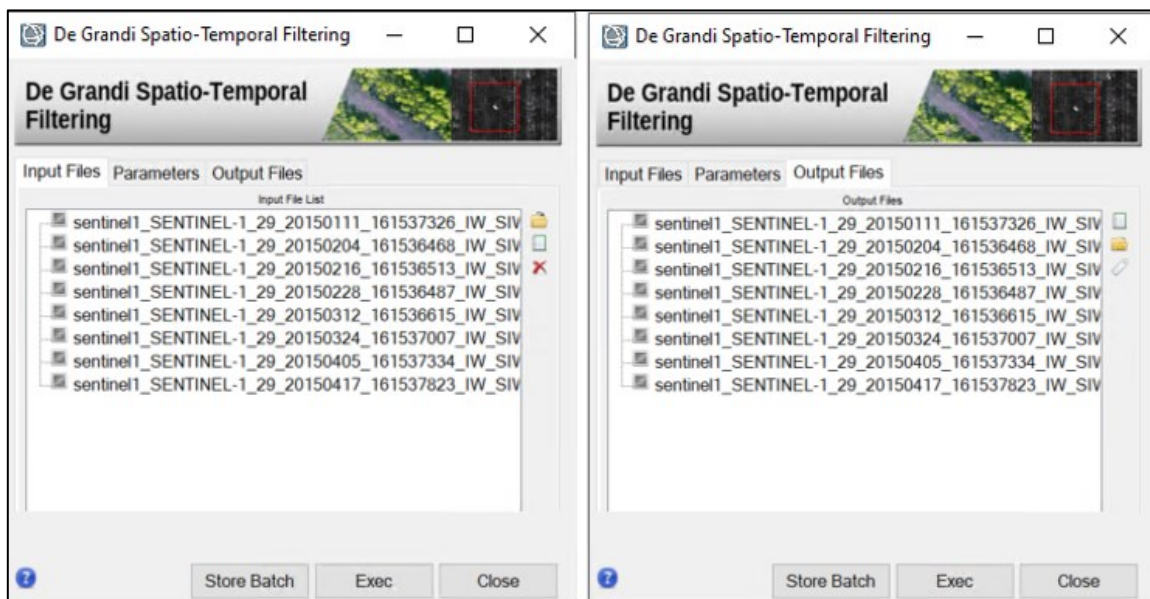 De Grandi Spatio-Temporal Filtering
De Grandi Spatio-Temporal
Filtering
Input Files Parameters Output Files
Input File List
sentinel1_SENTINEL-1_29_20150111_161537326_IW_SIV
sentinel1_SENTINEL-1_29_20150204_161536468_IW_SIV
sentinel1_SENTINEL-1_29_20150216_161536513_IW_SIV
sentinel1_SENTINEL-1_29_20150228_161536487_IW_SIV
sentinel1_SENTINEL-1_29_20150312_161536615_IW_SIV
sentinel1_SENTINEL-1_29_20150324_161537007_IW_SIV
sentinel1_SENTINEL-1_29_20150405_161537334_IW_SIV
sentinel1_SENTINEL-1_29_20150417_161537823_IW_SIV
? Store Batch Exec Close
De Grandi Spatio-Temporal Filtering
De Grandi Spatio-Temporal
Filtering
Input Files Parameters Output Files
Output Files
sentinel1_SENTINEL-1_29_20150111_161537326_IW_SIV
sentinel1_SENTINEL-1_29_20150204_161536468_IW_SIV
sentinel1_SENTINEL-1_29_20150216_161536513_IW_SIV
sentinel1_SENTINEL-1_29_20150228_161536487_IW_SIV
sentinel1_SENTINEL-1_29_20150312_161536615_IW_SIV
sentinel1_SENTINEL-1_29_20150324_161537007_IW_SIV
sentinel1_SENTINEL-1_29_20150405_161537334_IW_SIV
sentinel1_SENTINEL-1_29_20150417_161537823_IW_SIV
? Store Batch Exec Close